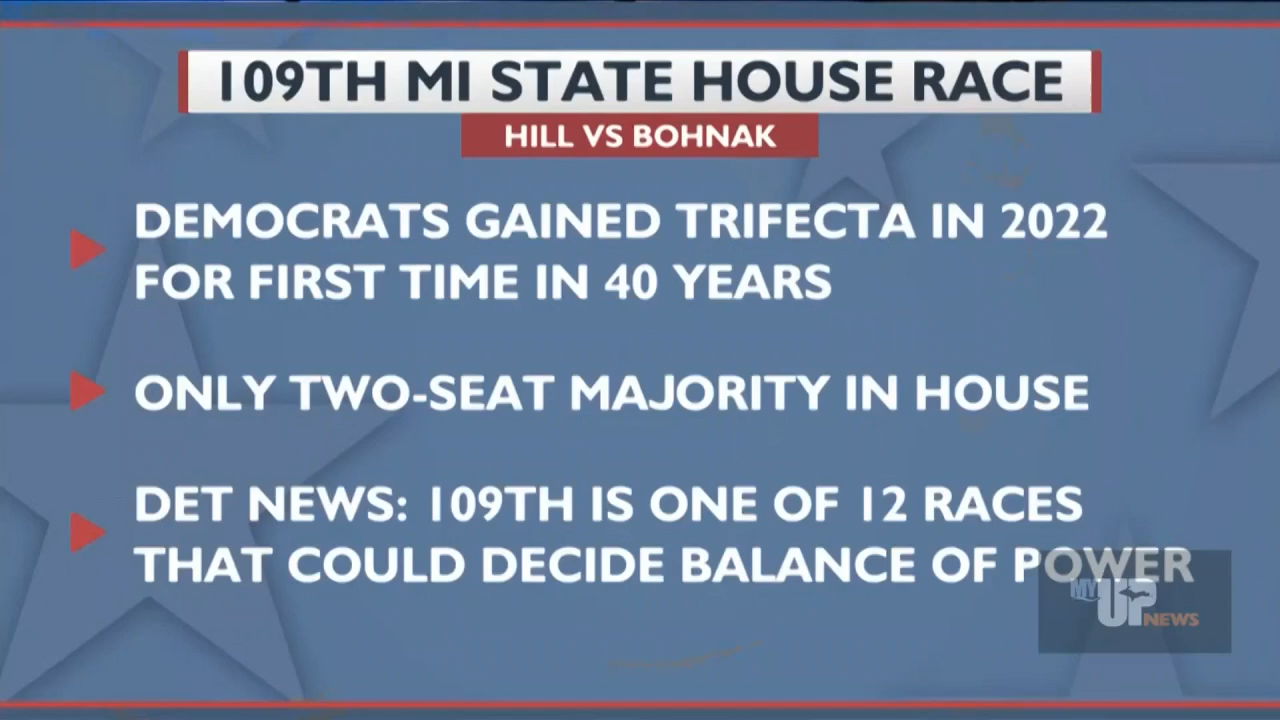 109TH MI STATE HOUSE RACE
HILL VS BOHNAK
DEMOCRATS GAINED TRIFECTA IN 2022
FOR FIRST TIME IN 40 YEARS
ONLY TWO-SEAT MAJORITY IN HOUSE
DET NEWS: 109TH IS ONE OF 12 RACES
THAT COULD DECIDE BALANCE OF POWER
MY UP NEWS